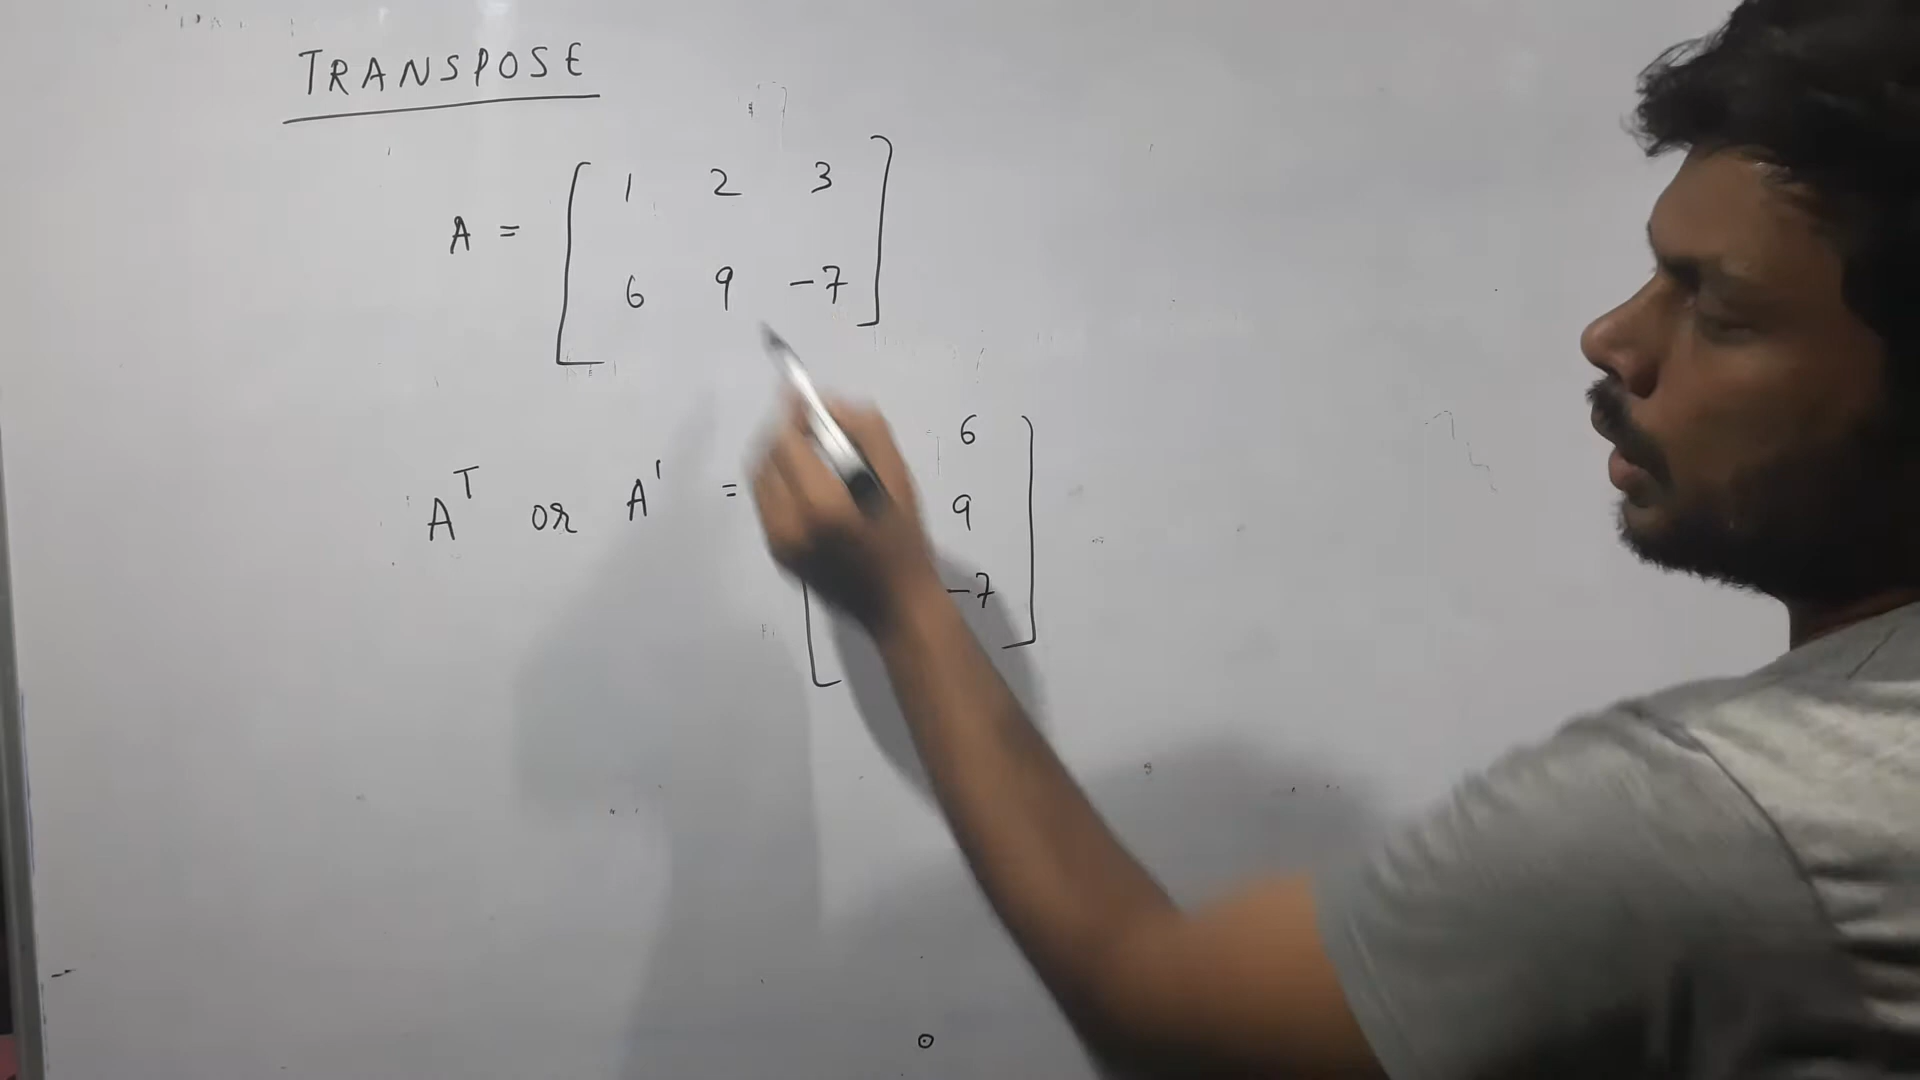 TRANSPOSE
A = [ 1 2 3
6 9 -7 ]
A^T or A' = [ 6
9
-7 ]